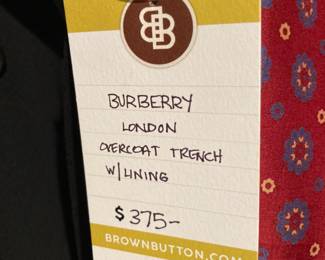 BB
BURBERRY
LONDON
OVERCOAT TRENCH
W/LINING
$375-
BROWNBUTTON.COM